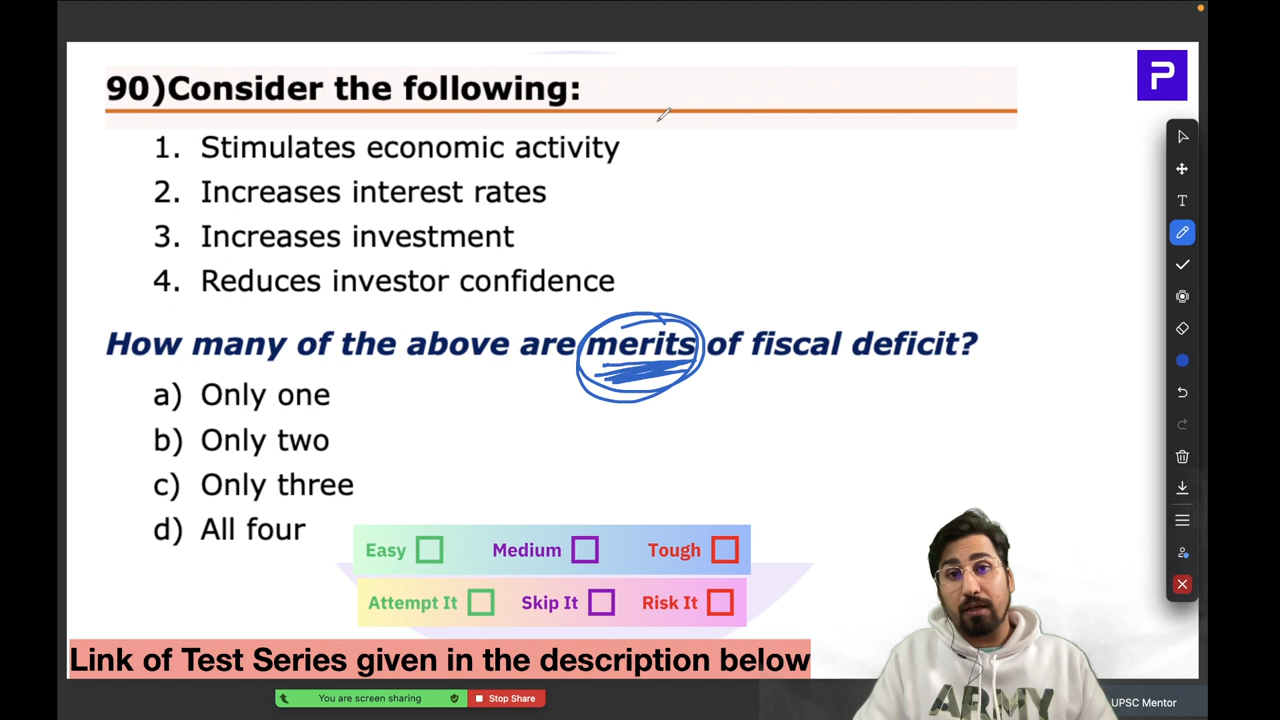 90)Consider the following:
1. Stimulates economic activity
2. Increases interest rates
3. Increases investment
4. Reduces investor confidence
How many of the above are merits of fiscal deficit?
a) Only one
b) Only two
c) Only three
d) All four
Easy Medium Tough
Attempt It Skip It Risk It
Link of Test Series given in the description below
You are screen sharing Stop Share
ARMY
UPSC Mentor
P
T